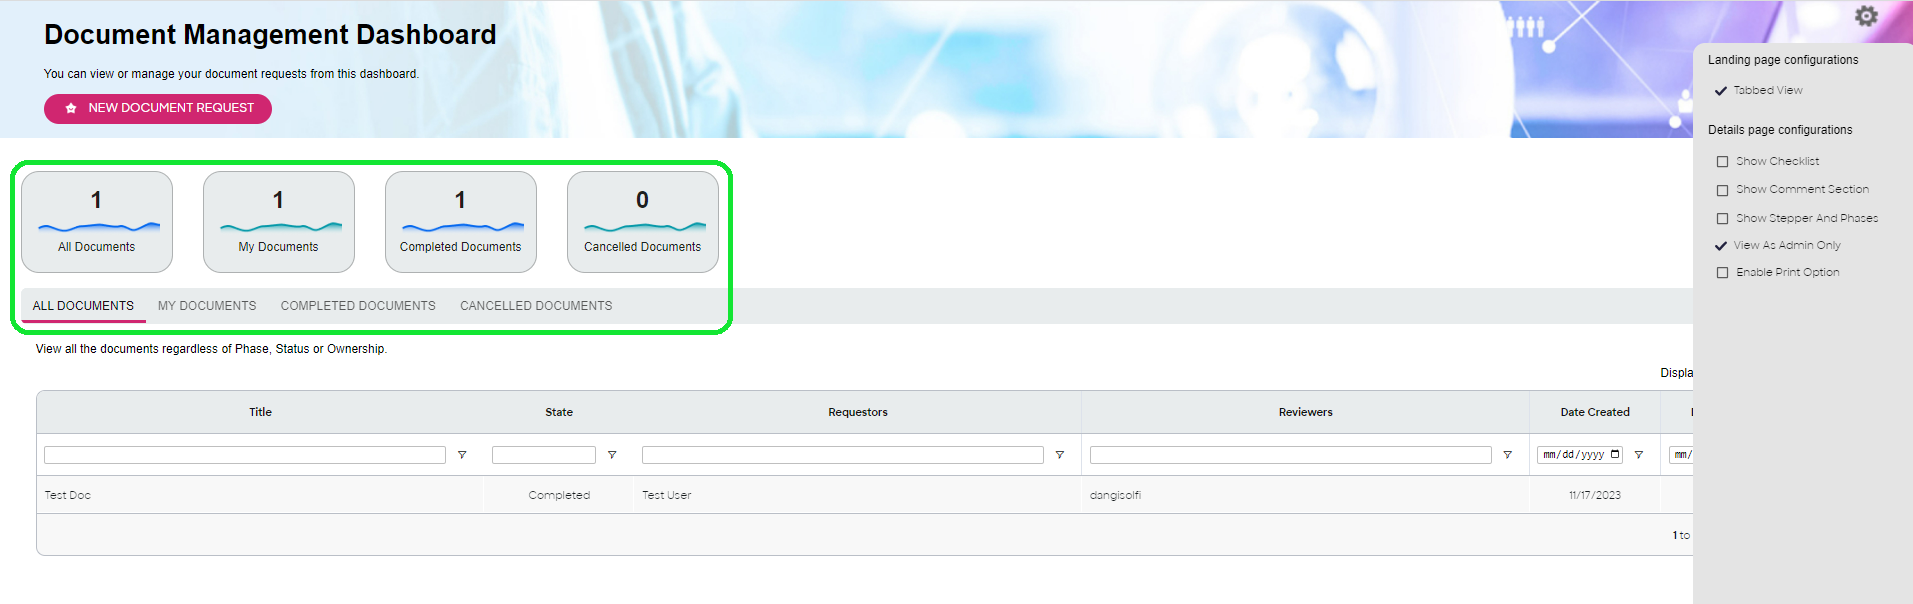 Document Management Dashboard
You can view or manage your document requests from this dashboard.
NEW DOCUMENT REQUEST
Landing page configurations
Tabbed View
Details page configurations
Show Checklist
Show Comment Section
Show Stepper And Phases
View As Admin Only
Enable Print Option
1 1 1 0
All Documents My Documents Completed Documents Cancelled Documents
ALL DOCUMENTS MY DOCUMENTS COMPLETED DOCUMENTS CANCELLED DOCUMENTS
View all the documents regardless of Phase, Status or Ownership.
Displa
Title State Requestors Reviewers Date Created
mm/dd/yyyy mm/
Test Doc Completed Test User dangisolfi 11/17/2023
1 to